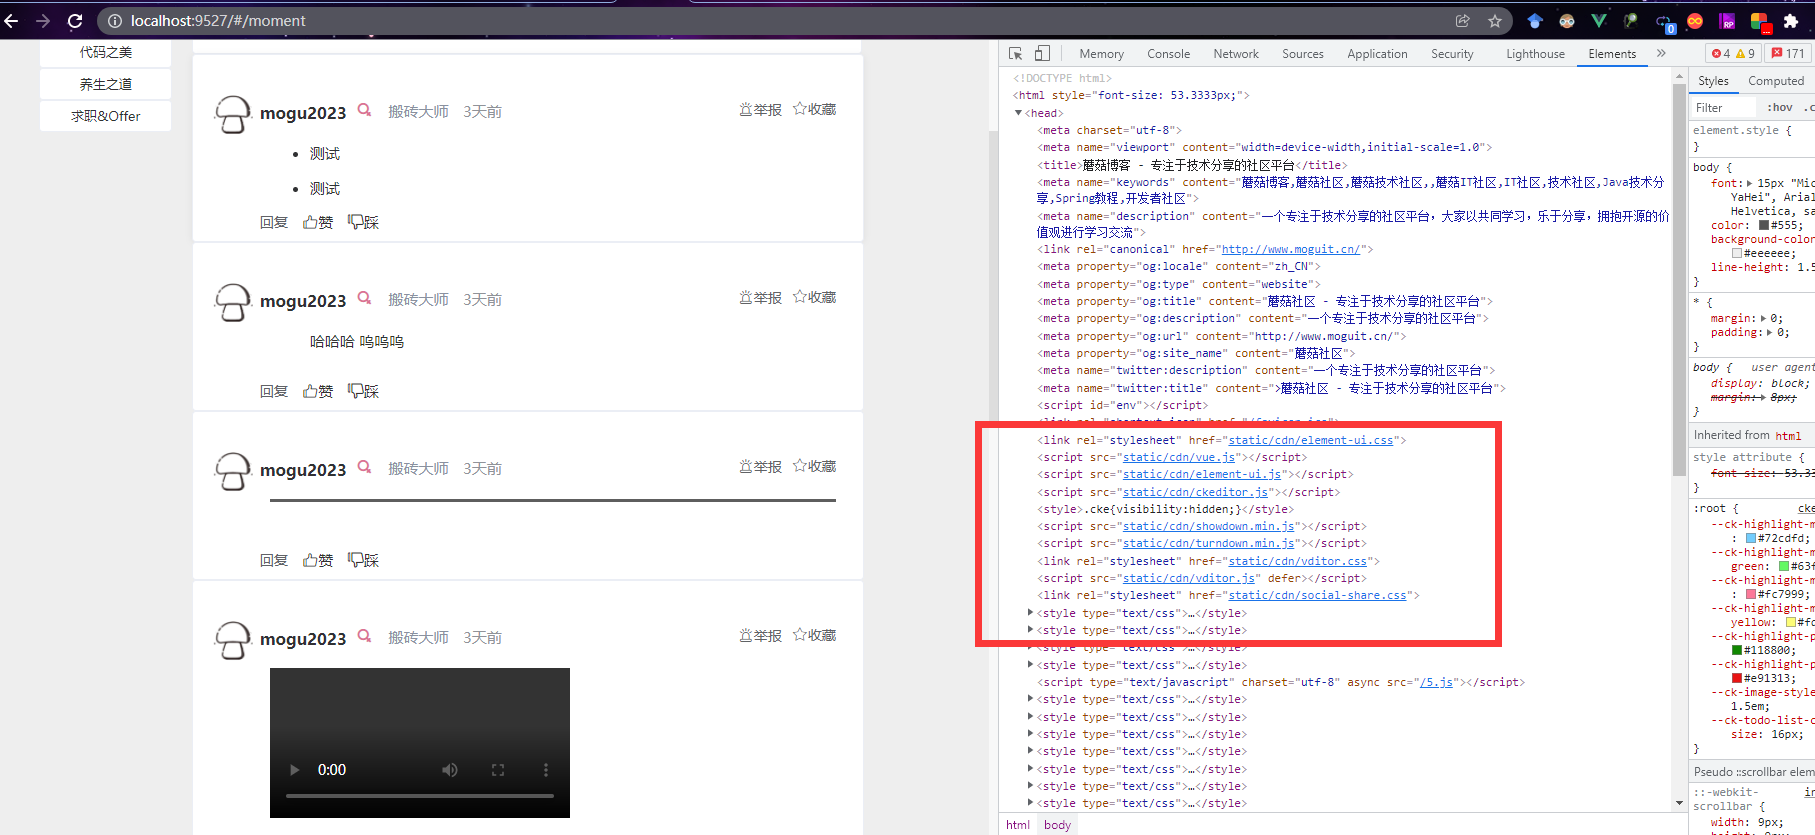 localhost:9527/#/moment
代码之美
养生之道
求职&Offer
mogu2023 搬砖大师 3天前 举报 收藏
• 测试
• 测试
回复 赞 踩
mogu2023 搬砖大师 3天前 举报 收藏
哈哈哈 呜呜呜
回复 赞 踩
mogu2023 搬砖大师 3天前 举报 收藏
回复 赞 踩
mogu2023 搬砖大师 3天前 举报 收藏
0:00
Memory Console Network Sources Application Security Lighthouse Elements » 4 9 171
<!DOCTYPE html>
<html style="font-size: 53.3333px;">
<head>
<meta charset="utf-8">
<meta name="viewport" content="width=device-width,initial-scale=1.0">
<title>蘑菇博客 - 专注于技术分享的社区平台</title>
<meta name="keywords" content="蘑菇博客,蘑菇社区,蘑菇技术社区,,蘑菇IT社区,IT社区,技术社区,Java技术分
享,Spring教程,开发者社区">
<meta name="description" content="一个专注于技术分享的社区平台，大家以共同学习，乐于分享，拥抱开源的价
值观进行学习交流">
<link rel="canonical" href="http://www.moguit.cn/">
<meta property="og:locale" content="zh_CN">
<meta property="og:type" content="website">
<meta property="og:title" content="蘑菇社区 - 专注于技术分享的社区平台">
<meta property="og:description" content="一个专注于技术分享的社区平台">
<meta property="og:url" content="http://www.moguit.cn/">
<meta property="og:site_name" content="蘑菇社区">
<meta name="twitter:description" content="一个专注于技术分享的社区平台">
<meta name="twitter:title" content=">蘑菇社区 - 专注于技术分享的社区平台">
<script id="env"></script>
<link rel="shortcut icon" href="/favicon.ico">
<link rel="stylesheet" href="static/cdn/element-ui.css">
<script src="static/cdn/vue.js"></script>
<script src="static/cdn/element-ui.js"></script>
<script src="static/cdn/ckeditor.js"></script>
<style>.cke{visibility:hidden;}</style>
<script src="static/cdn/showdown.min.js"></script>
<script src="static/cdn/turndown.min.js"></script>
<link rel="stylesheet" href="static/cdn/vditor.css">
<script src="static/cdn/vditor.js" defer></script>
<link rel="stylesheet" href="static/cdn/social-share.css">
<style type="text/css">…</style>
<style type="text/css">…</style>
<style type="text/css">…</style>
<style type="text/css">…</style>
<script type="text/javascript" charset="utf-8" async src="/5.js"></script>
<style type="text/css">…</style>
<style type="text/css">…</style>
<style type="text/css">…</style>
<style type="text/css">…</style>
<style type="text/css">…</style>
<style type="text/css">…</style>
<style type="text/css">…</style>
html body
Styles Computed
Filter :hov .c
element.style {
}
body {
font: 15px "Mic
YaHei", Arial
Helvetica, sa
color: #555;
background-color
#eeeeee;
line-height: 1.5
}
* {
margin: 0;
padding: 0;
}
body { user agent
display: block;
margin: 8px;
}
Inherited from html
style attribute {
font-size: 53.33
}
:root { cke
--ck-highlight-m
: #72cdfd;
--ck-highlight-m
green: #63f
--ck-highlight-m
: #fc7999;
--ck-highlight-m
yellow: #fd
--ck-highlight-p
#118800;
--ck-highlight-p
#e91313;
--ck-image-style
1.5em;
--ck-todo-list-c
size: 16px;
}
Pseudo ::scrollbar elem
::-webkit- in
scrollbar {
width: 9px;
height: 9px;